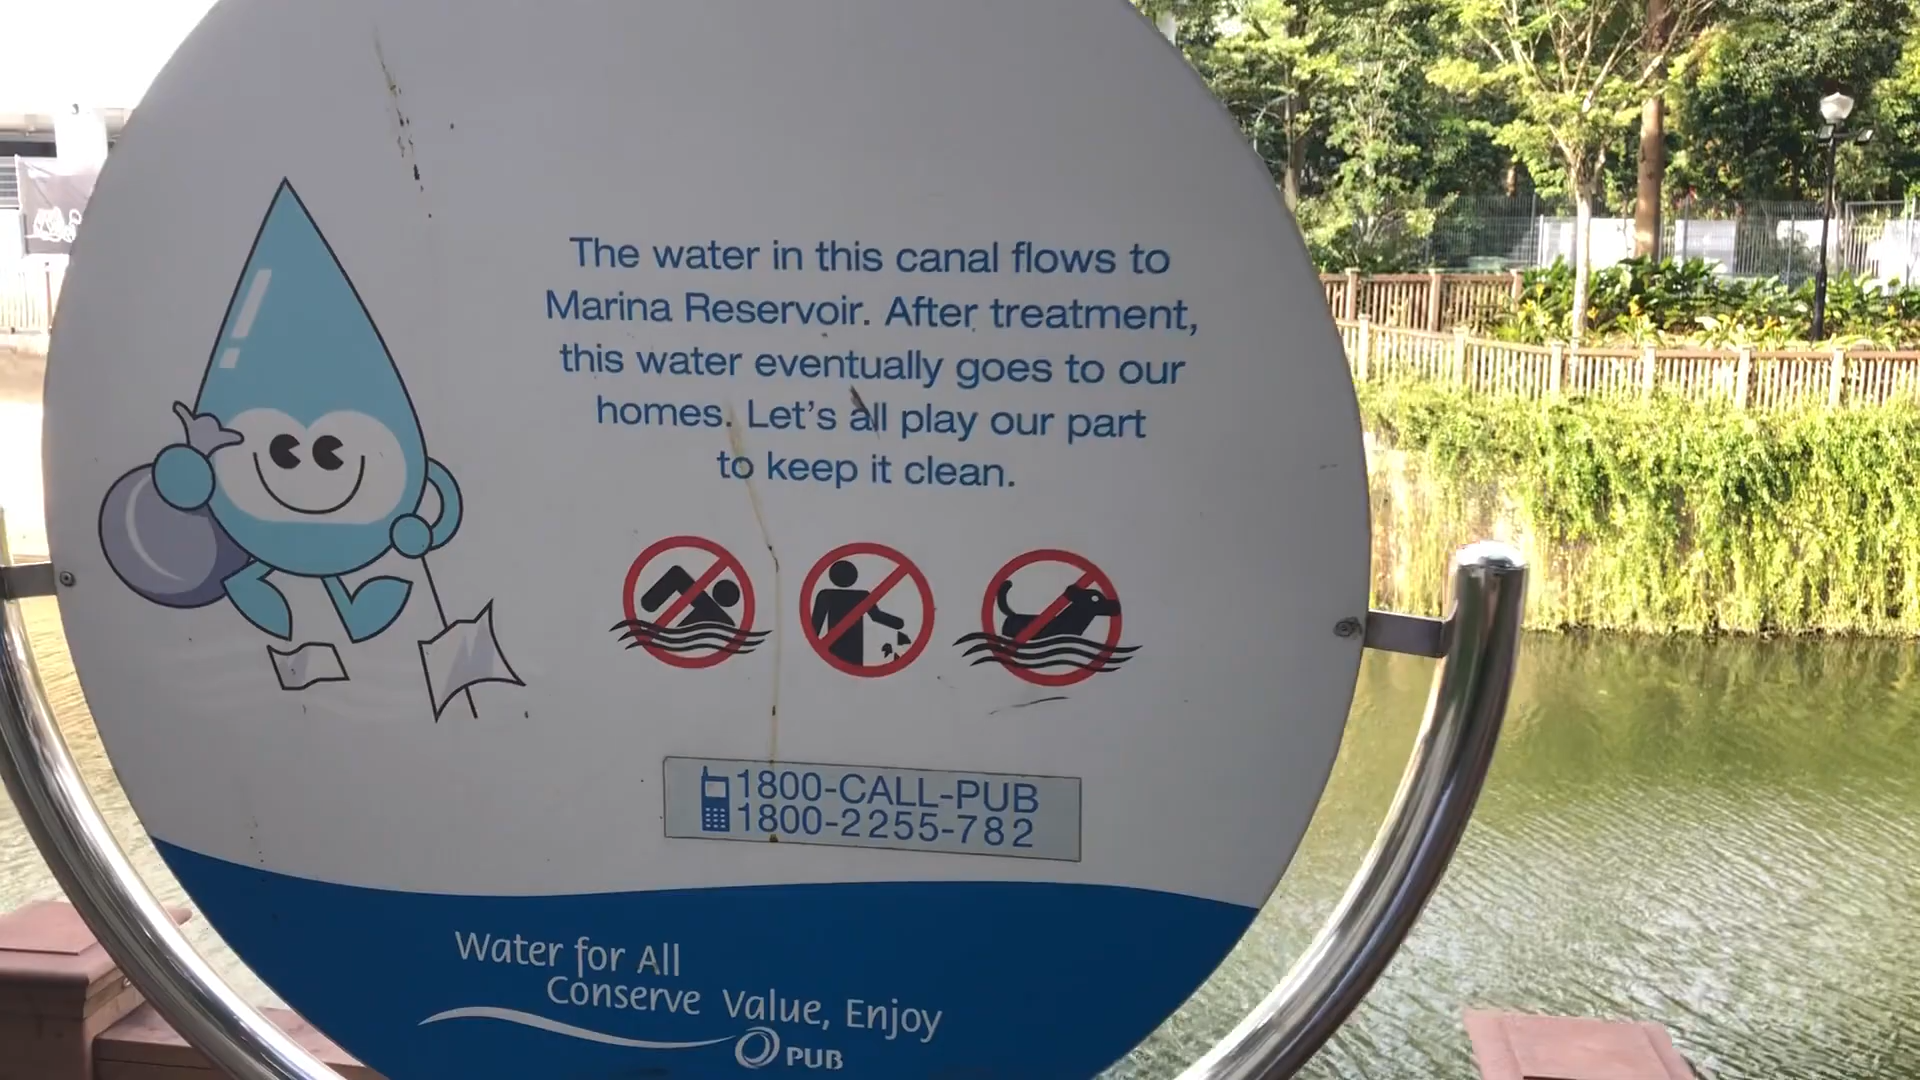 The water in this canal flows to
Marina Reservoir. After treatment,
this water eventually goes to our
homes. Let's all play our part
to keep it clean.
1800-CALL-PUB
1800-2255-782
Water for All
Conserve Value, Enjoy
PUB